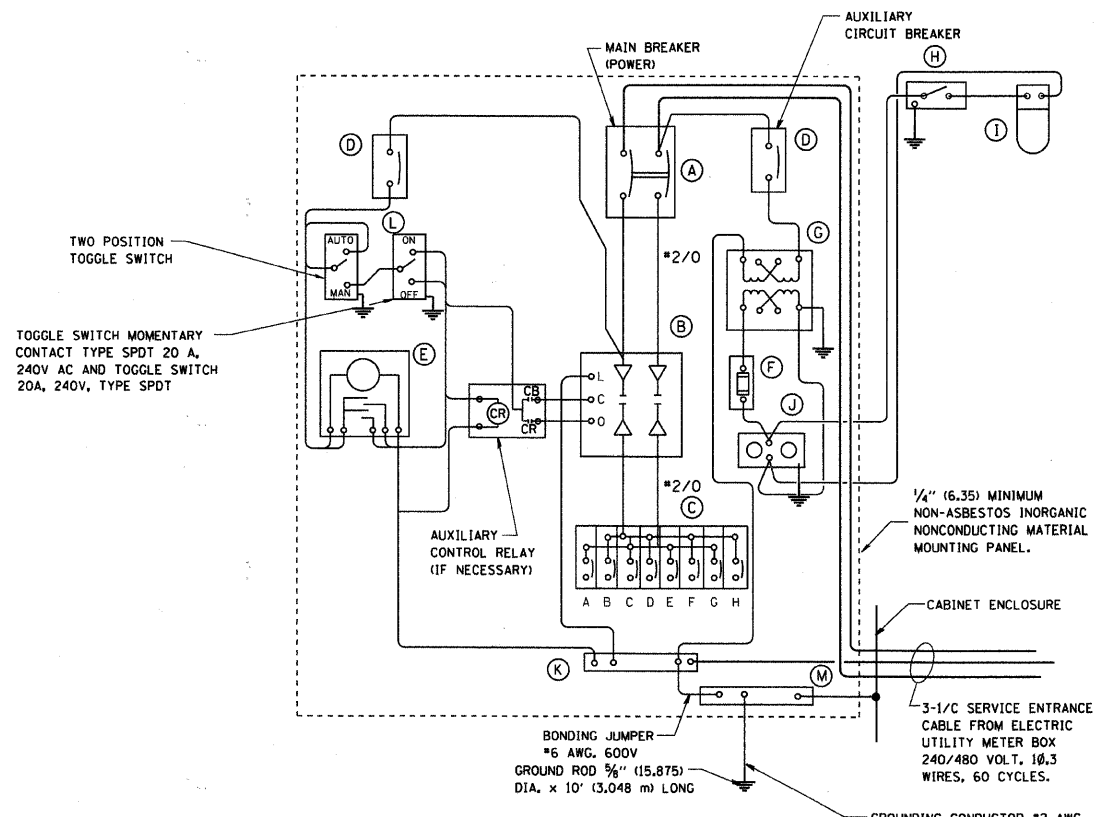 AUXILIARY
CIRCUIT BREAKER
MAIN BREAKER
(POWER)
H
D
A
D
I
L
G
TWO POSITION
TOGGLE SWITCH
AUTO
MAN
ON
OFF
#2/0
TOGGLE SWITCH MOMENTARY
CONTACT TYPE SPDT 20 A,
240V AC AND TOGGLE SWITCH
20A, 240V, TYPE SPDT
E
B
F
L
C
O
CB
CR
CR
J
#2/0
C
AUXILIARY
CONTROL RELAY
(IF NECESSARY)
1/4" (6.35) MINIMUM
NON-ASBESTOS INORGANIC
NONCONDUCTING MATERIAL
MOUNTING PANEL.
A B C D E F G H
CABINET ENCLOSURE
K
M
BONDING JUMPER
#6 AWG. 600V
GROUND ROD 5/8" (15.875)
DIA. x 10' (3.048 m) LONG
3-1/C SERVICE ENTRANCE
CABLE FROM ELECTRIC
UTILITY METER BOX
240/480 VOLT, 1Ø,3
WIRES, 60 CYCLES.
GROUNDING CONDUCTOR #2 AWG